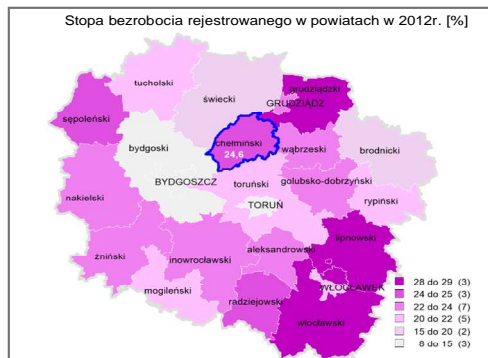 Stopa bezrobocia rejestrowanego w powiatach w 2012r. [%]
tucholski
grudziądzki
świecki
GRUDZIĄDZ
sępoleński
chełmiński
24,6
bydgoski
wąbrzeski
brodnicki
BYDGOSZCZ
toruński
golubsko-dobrzyński
nakielski
TORUŃ
rypiński
lipnowski
aleksandrowski
żniński
inowrocławski
mogileński
radziejowski
WŁOCŁAWEK
włocławski
28 do 29 (3)
24 do 25 (3)
22 do 24 (7)
20 do 22 (5)
15 do 20 (2)
8 do 15 (3)